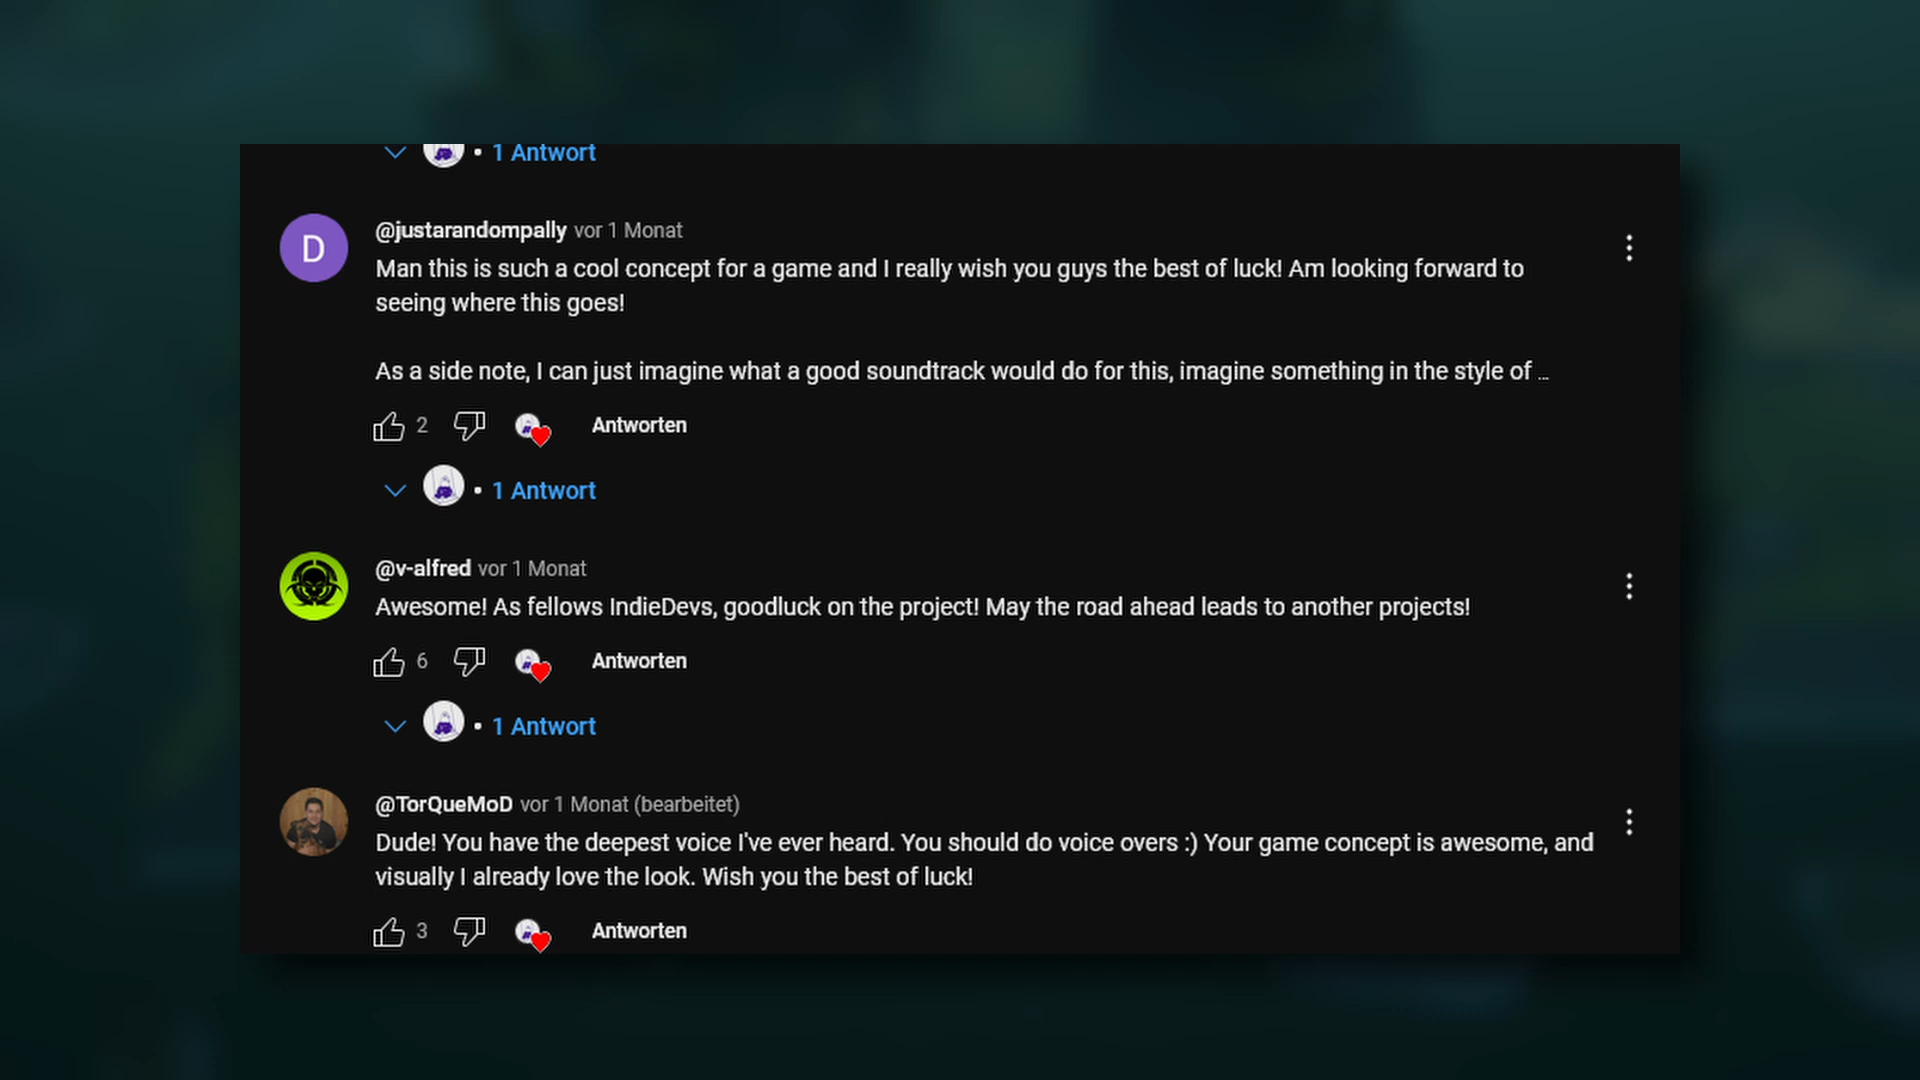 • 1 Antwort
D
@justarandompally vor 1 Monat
Man this is such a cool concept for a game and I really wish you guys the best of luck! Am looking forward to
seeing where this goes!
As a side note, I can just imagine what a good soundtrack would do for this, imagine something in the style of ...
2 Antworten
• 1 Antwort
@v-alfred vor 1 Monat
Awesome! As fellows IndieDevs, goodluck on the project! May the road ahead leads to another projects!
6 Antworten
• 1 Antwort
@TorQueMoD vor 1 Monat (bearbeitet)
Dude! You have the deepest voice I've ever heard. You should do voice overs :) Your game concept is awesome, and
visually I already love the look. Wish you the best of luck!
3 Antworten